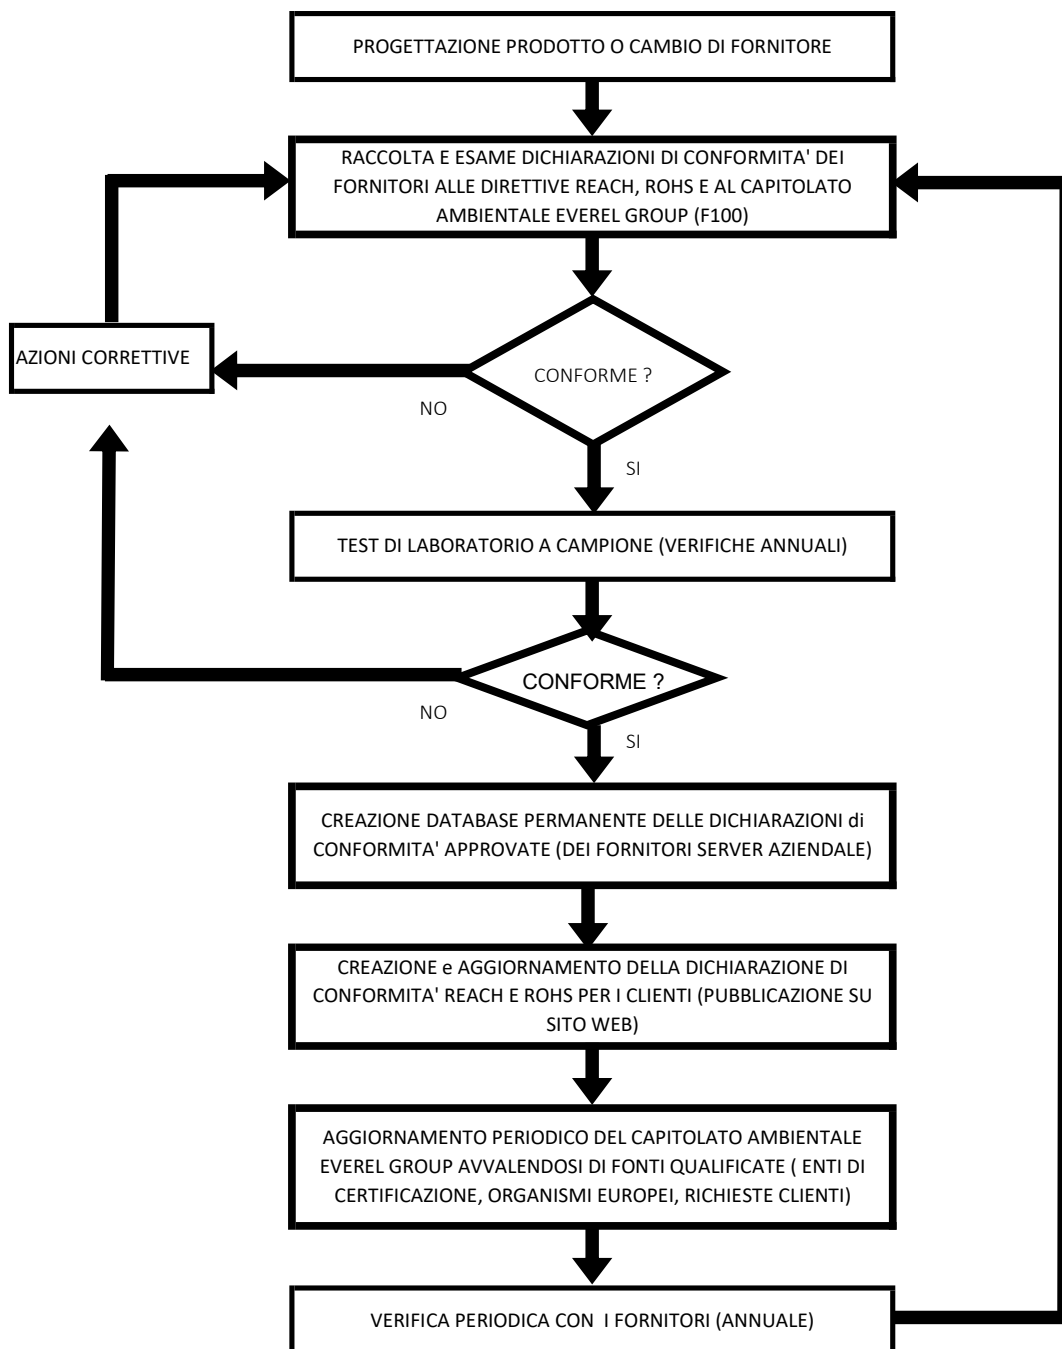 PROGETTAZIONE PRODOTTO O CAMBIO DI FORNITORE
RACCOLTA E ESAME DICHIARAZIONI DI CONFORMITA' DEI
FORNITORI ALLE DIRETTIVE REACH, ROHS E AL CAPITOLATO
AMBIENTALE EVEREL GROUP (F100)
AZIONI CORRETTIVE
CONFORME ?
NO
SI
TEST DI LABORATORIO A CAMPIONE (VERIFICHE ANNUALI)
CONFORME ?
NO
SI
CREAZIONE DATABASE PERMANENTE DELLE DICHIARAZIONI di
CONFORMITA' APPROVATE (DEI FORNITORI SERVER AZIENDALE)
CREAZIONE e AGGIORNAMENTO DELLA DICHIARAZIONE DI
CONFORMITA' REACH E ROHS PER I CLIENTI (PUBBLICAZIONE SU
SITO WEB)
AGGIORNAMENTO PERIODICO DEL CAPITOLATO AMBIENTALE
EVEREL GROUP AVVALENDOSI DI FONTI QUALIFICATE ( ENTI DI
CERTIFICAZIONE, ORGANISMI EUROPEI, RICHIESTE CLIENTI)
VERIFICA PERIODICA CON I FORNITORI (ANNUALE)